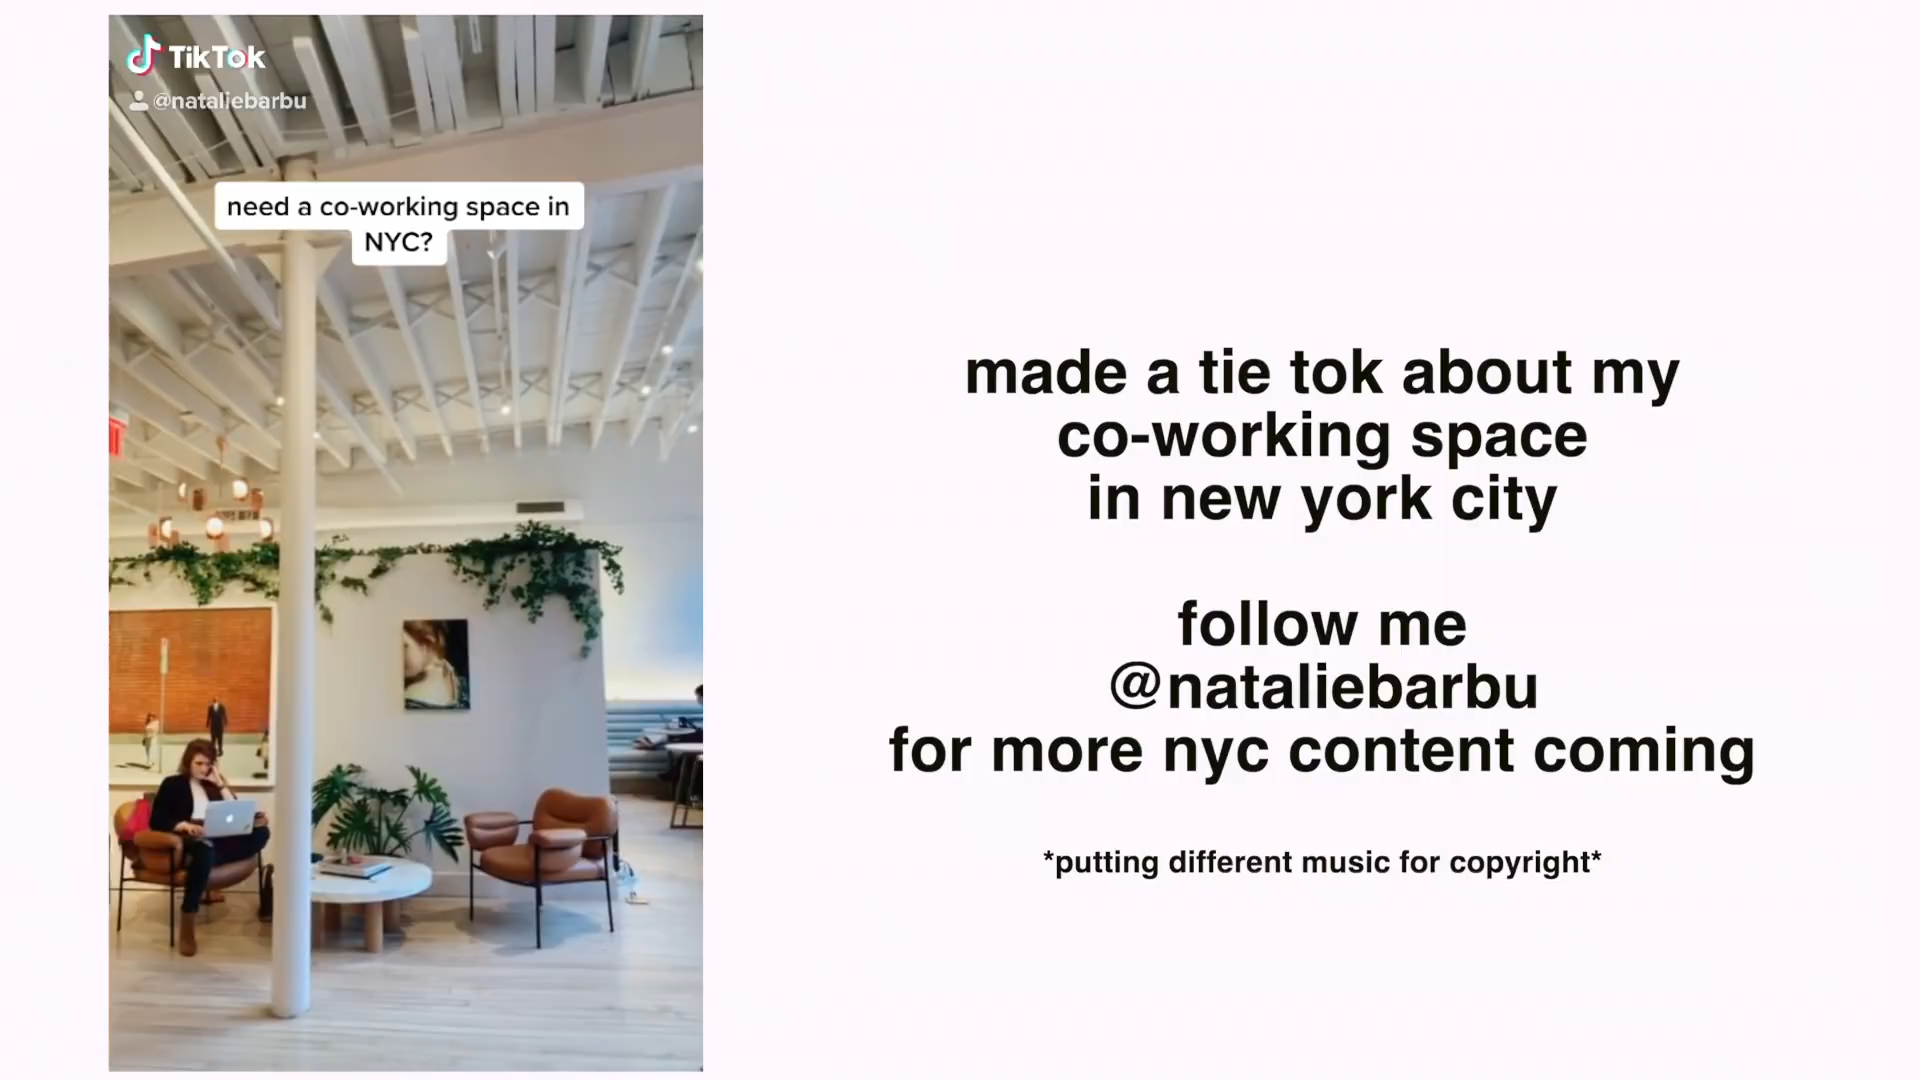 TikTok
@nataliebarbu
need a co-working space in
NYC?
made a tie tok about my
co-working space
in new york city
follow me
@nataliebarbu
for more nyc content coming
*putting different music for copyright*